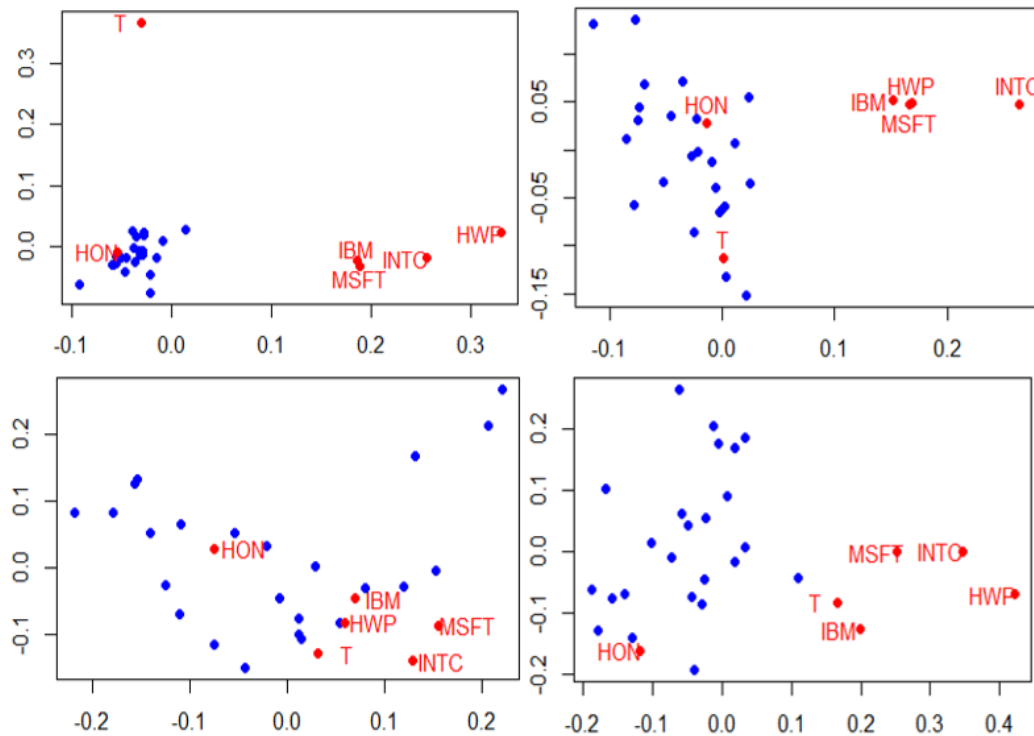 T
0.3
0.2
0.1
0.0
HON
IBM
MSFT
INTC
HWP
-0.1 0.0 0.1 0.2 0.3
0.05
-0.05
-0.15
HON
IBM
HWP
MSFT
INTC
T
-0.1 0.0 0.1 0.2
0.2
0.1
0.0
-0.1
HON
IBM
HWP
MSFT
T
INTC
-0.2 -0.1 0.0 0.1 0.2
0.2
0.1
0.0
-0.1
-0.2
MSFT
INTC
HWP
T
IBM
HON
-0.2 -0.1 0.0 0.1 0.2 0.3 0.4